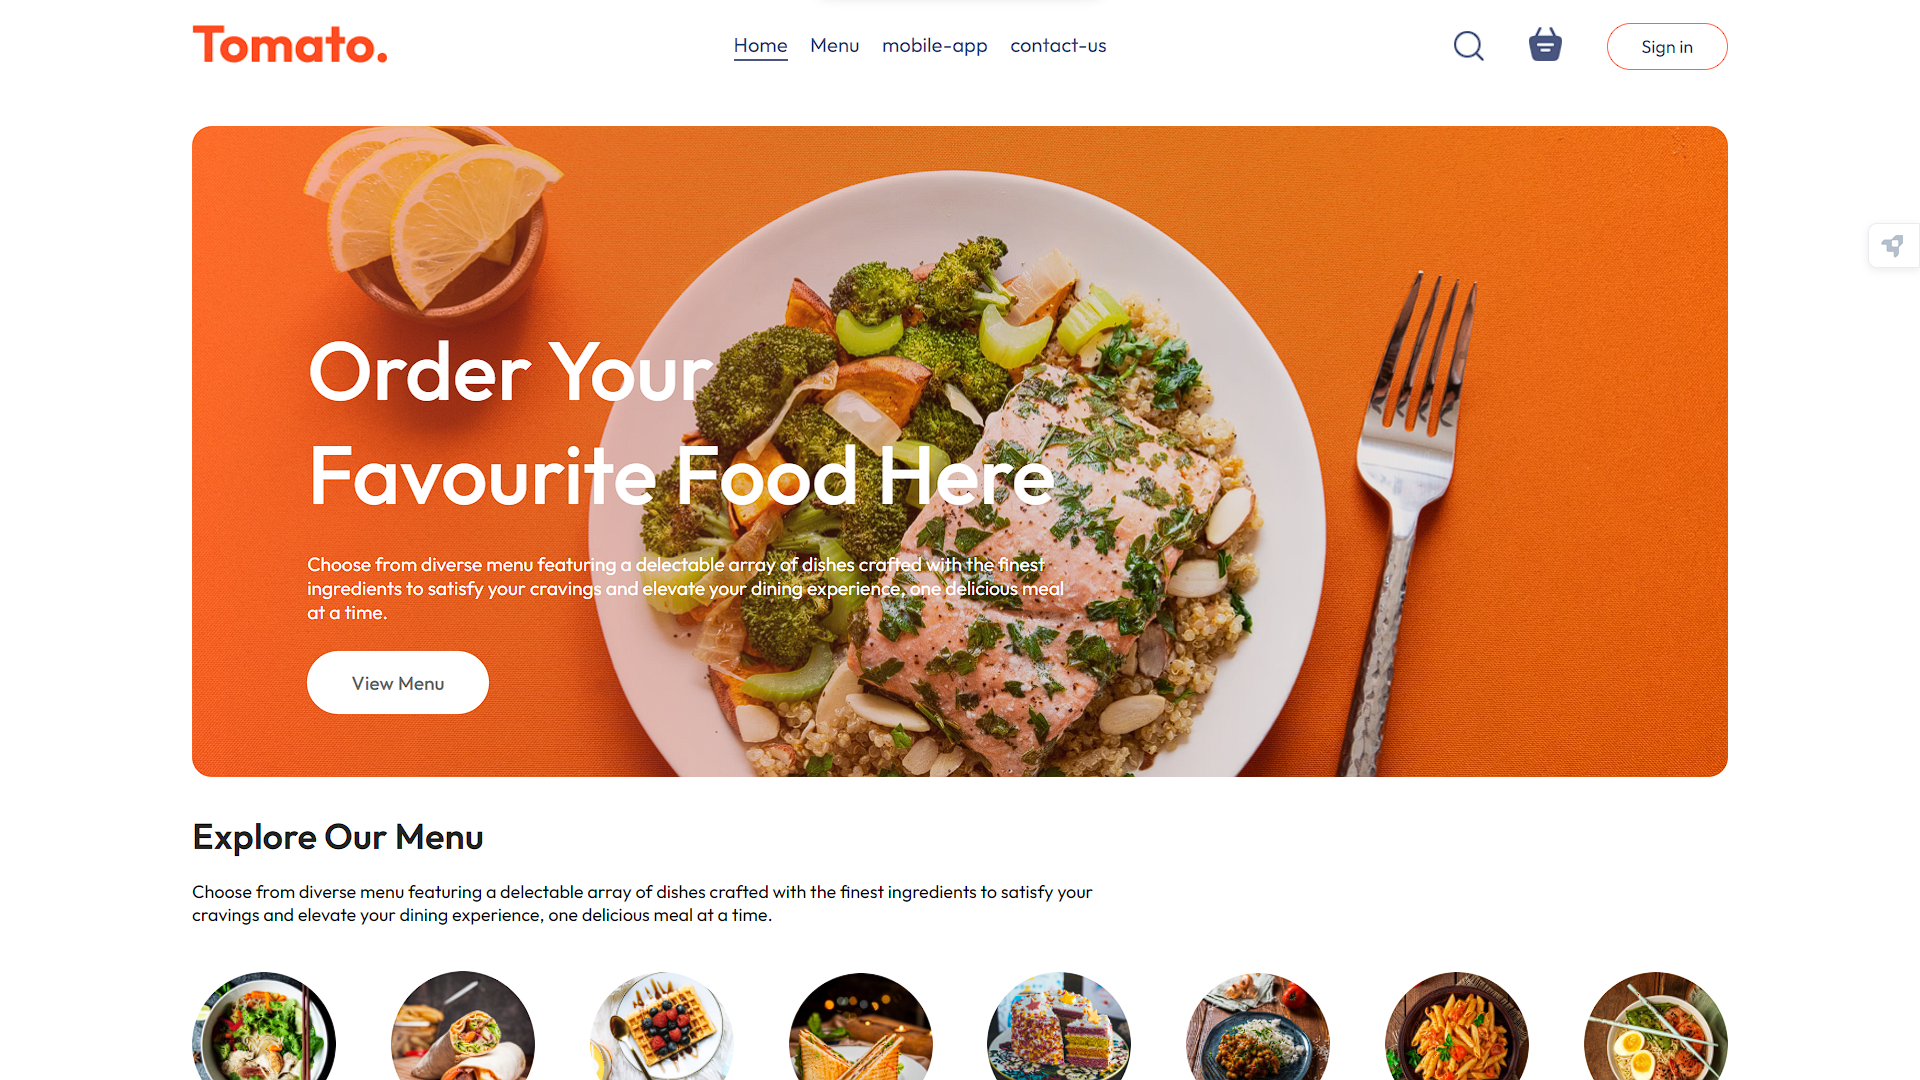 Tomato.
Home
Menu
mobile-app
contact-us
Sign in
Order Your
Favourite Food Here
Choose from diverse menu featuring a delectable array of dishes crafted with the finest
ingredients to satisfy your cravings and elevate your dining experience, one delicious meal
at a time.
View Menu
Explore Our Menu
Choose from diverse menu featuring a delectable array of dishes crafted with the finest ingredients to satisfy your
cravings and elevate your dining experience, one delicious meal at a time.